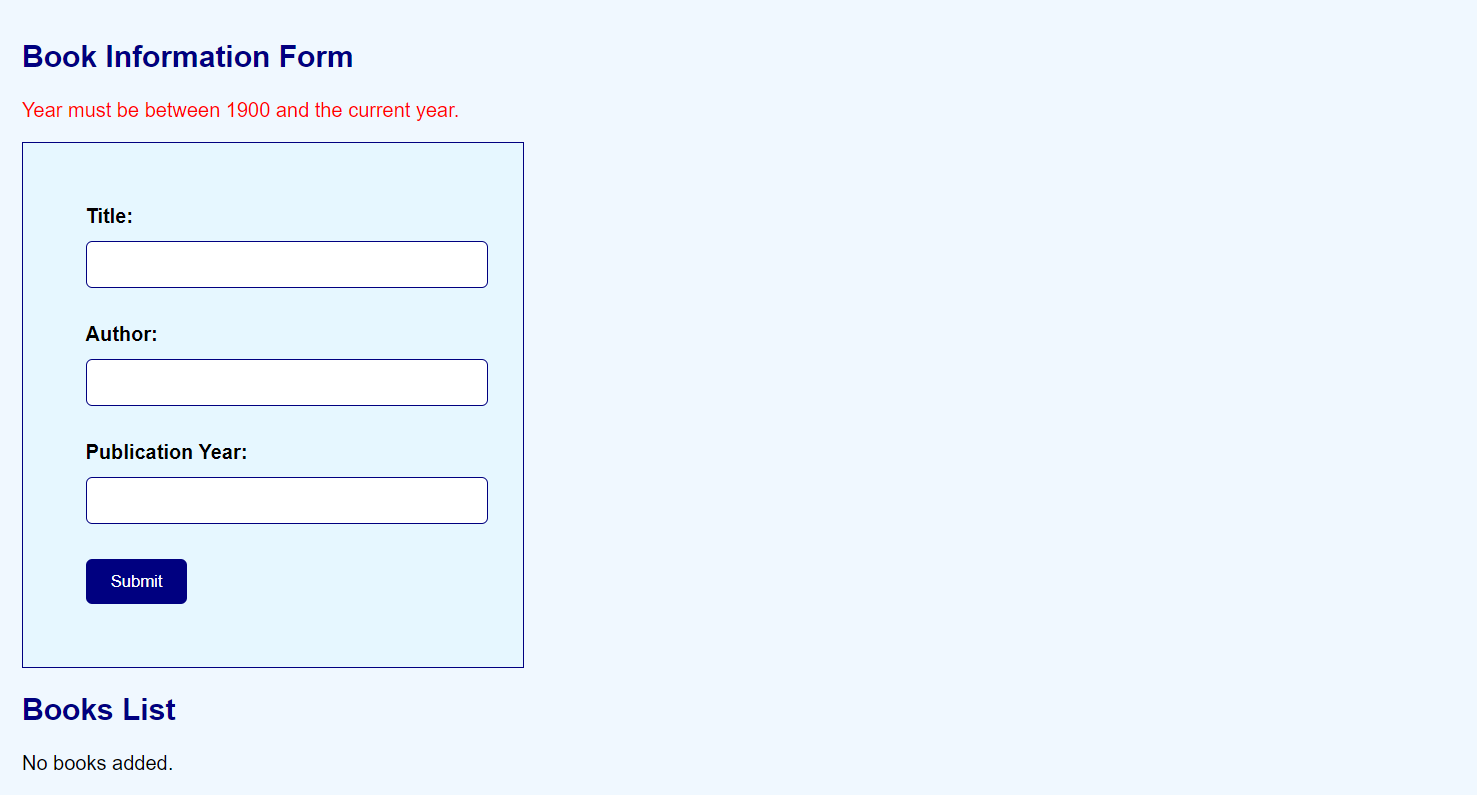 Book Information Form
Year must be between 1900 and the current year.
Title:
Author:
Publication Year:
Submit
Books List
No books added.